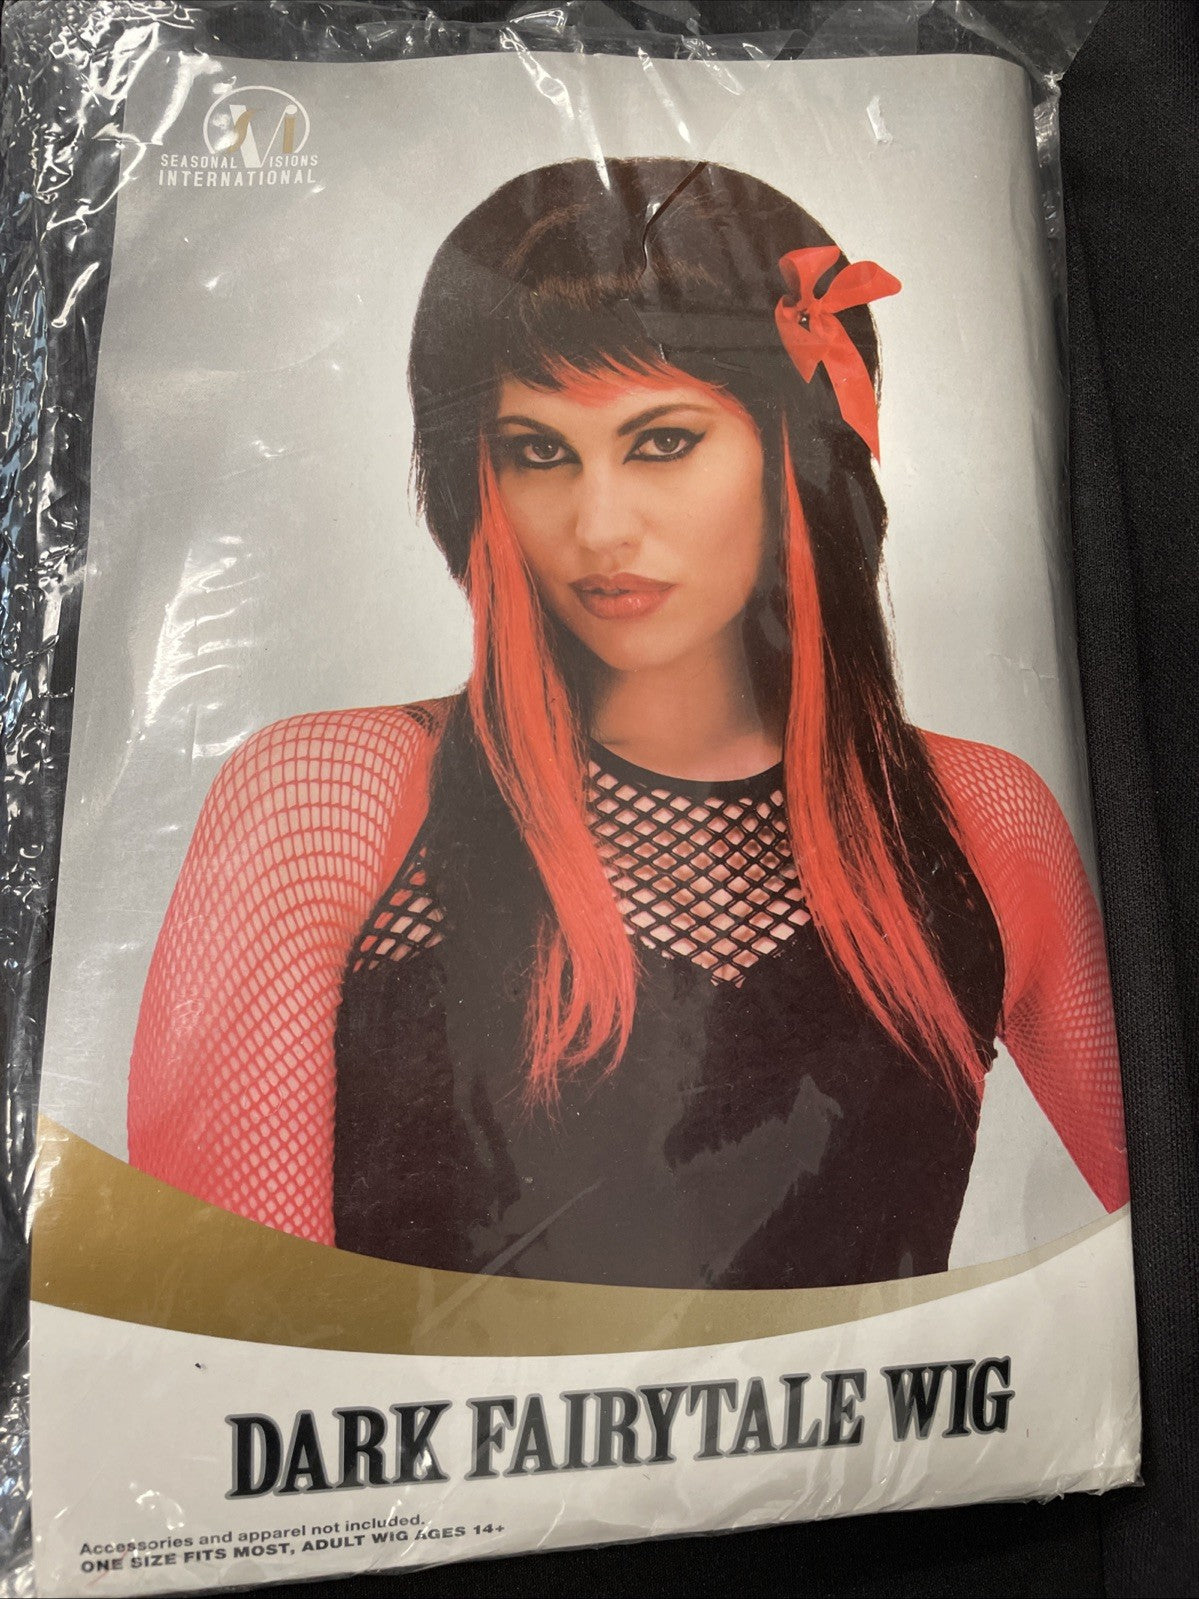 SVi
SEASONAL VISIONS
INTERNATIONAL
DARK FAIRYTALE WIG
Accessories and apparel not included.
ONE SIZE FITS MOST, ADULT WIG AGES 14+